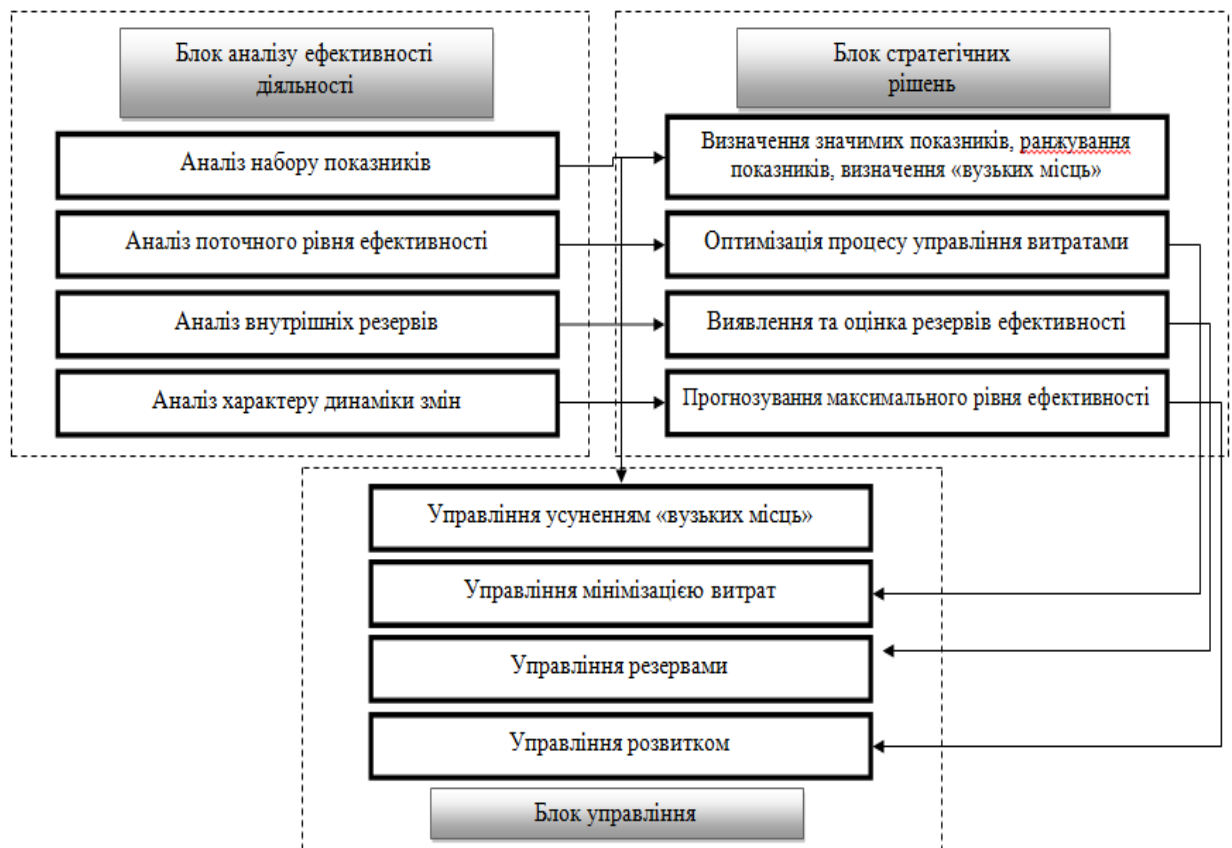 Блок аналізу ефективності
діяльності
Аналіз набору показників
Аналіз поточного рівня ефективності
Аналіз внутрішніх резервів
Аналіз характеру динаміки змін
Блок стратегічних
рішень
Визначення значимих показників, ранжування
показників, визначення «вузьких місць»
Оптимізація процесу управління витратами
Виявлення та оцінка резервів ефективності
Прогнозування максимального рівня ефективності
Управління усуненням «вузьких місць»
Управління мінімізацією витрат
Управління резервами
Управління розвитком
Блок управління